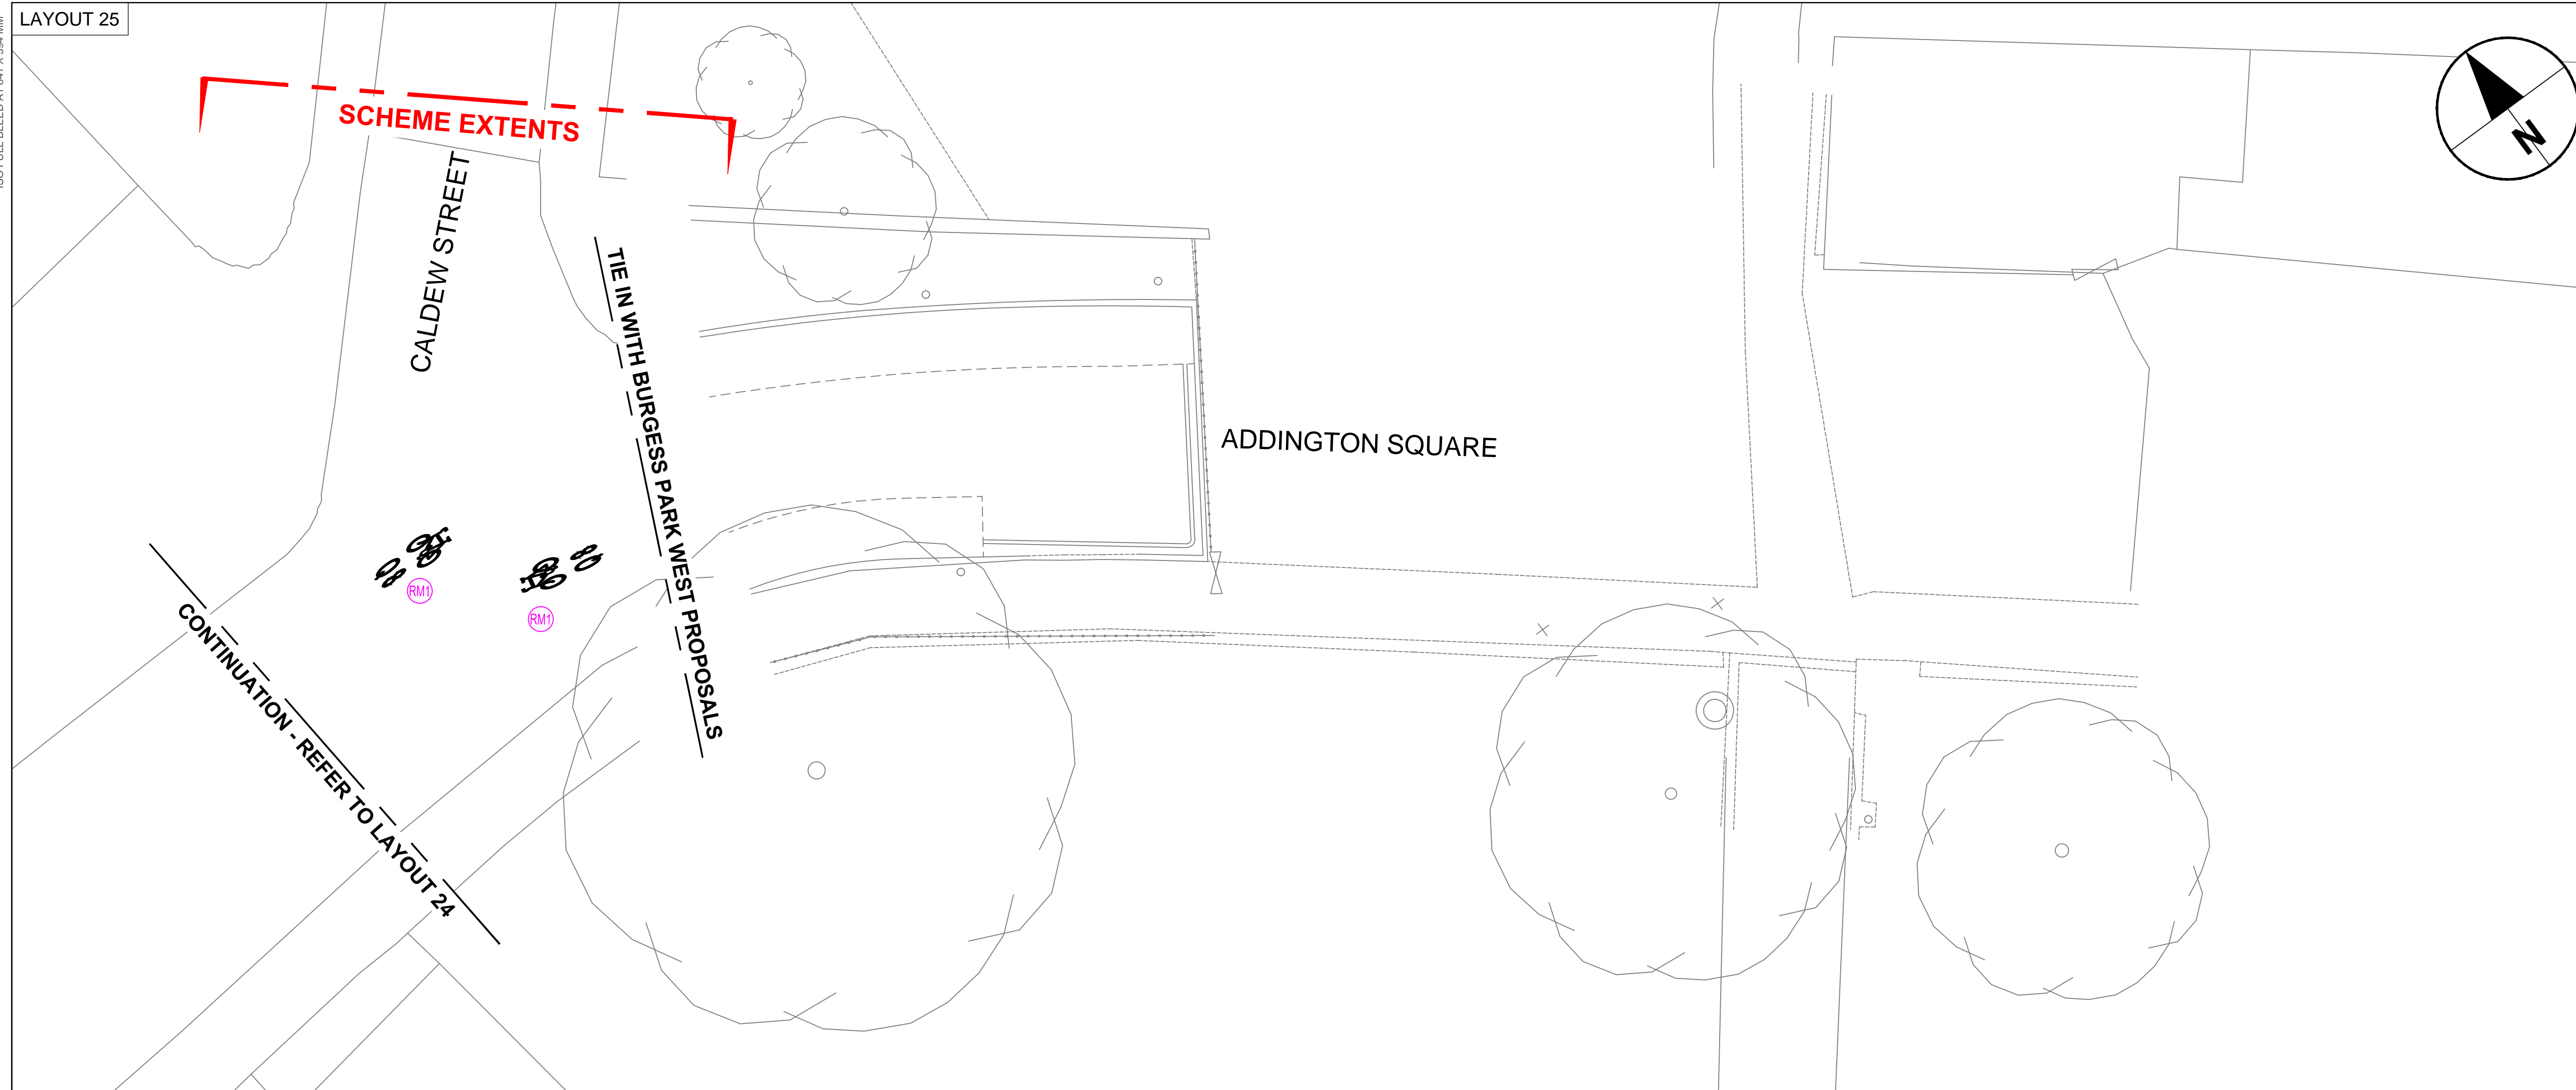 LAYOUT 25
SCHEME EXTENTS
CALDEW STREET
TIE IN WITH BURGESS PARK WEST PROPOSALS
ADDINGTON SQUARE
RM1
RM1
CONTINUATION - REFER TO LAYOUT 24
N